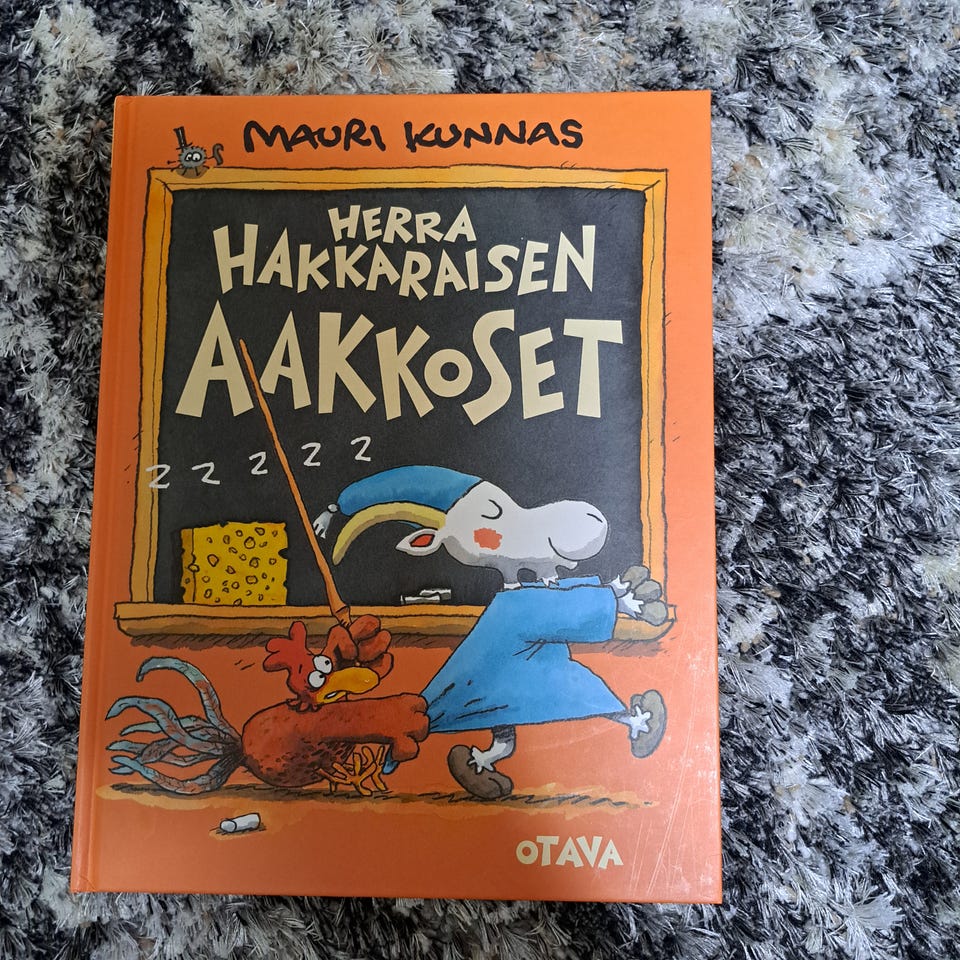 MAURI KUNNAS
HERRA
HAKKARAISEN
AAKKOSET
Z Z Z Z Z
OTAVA